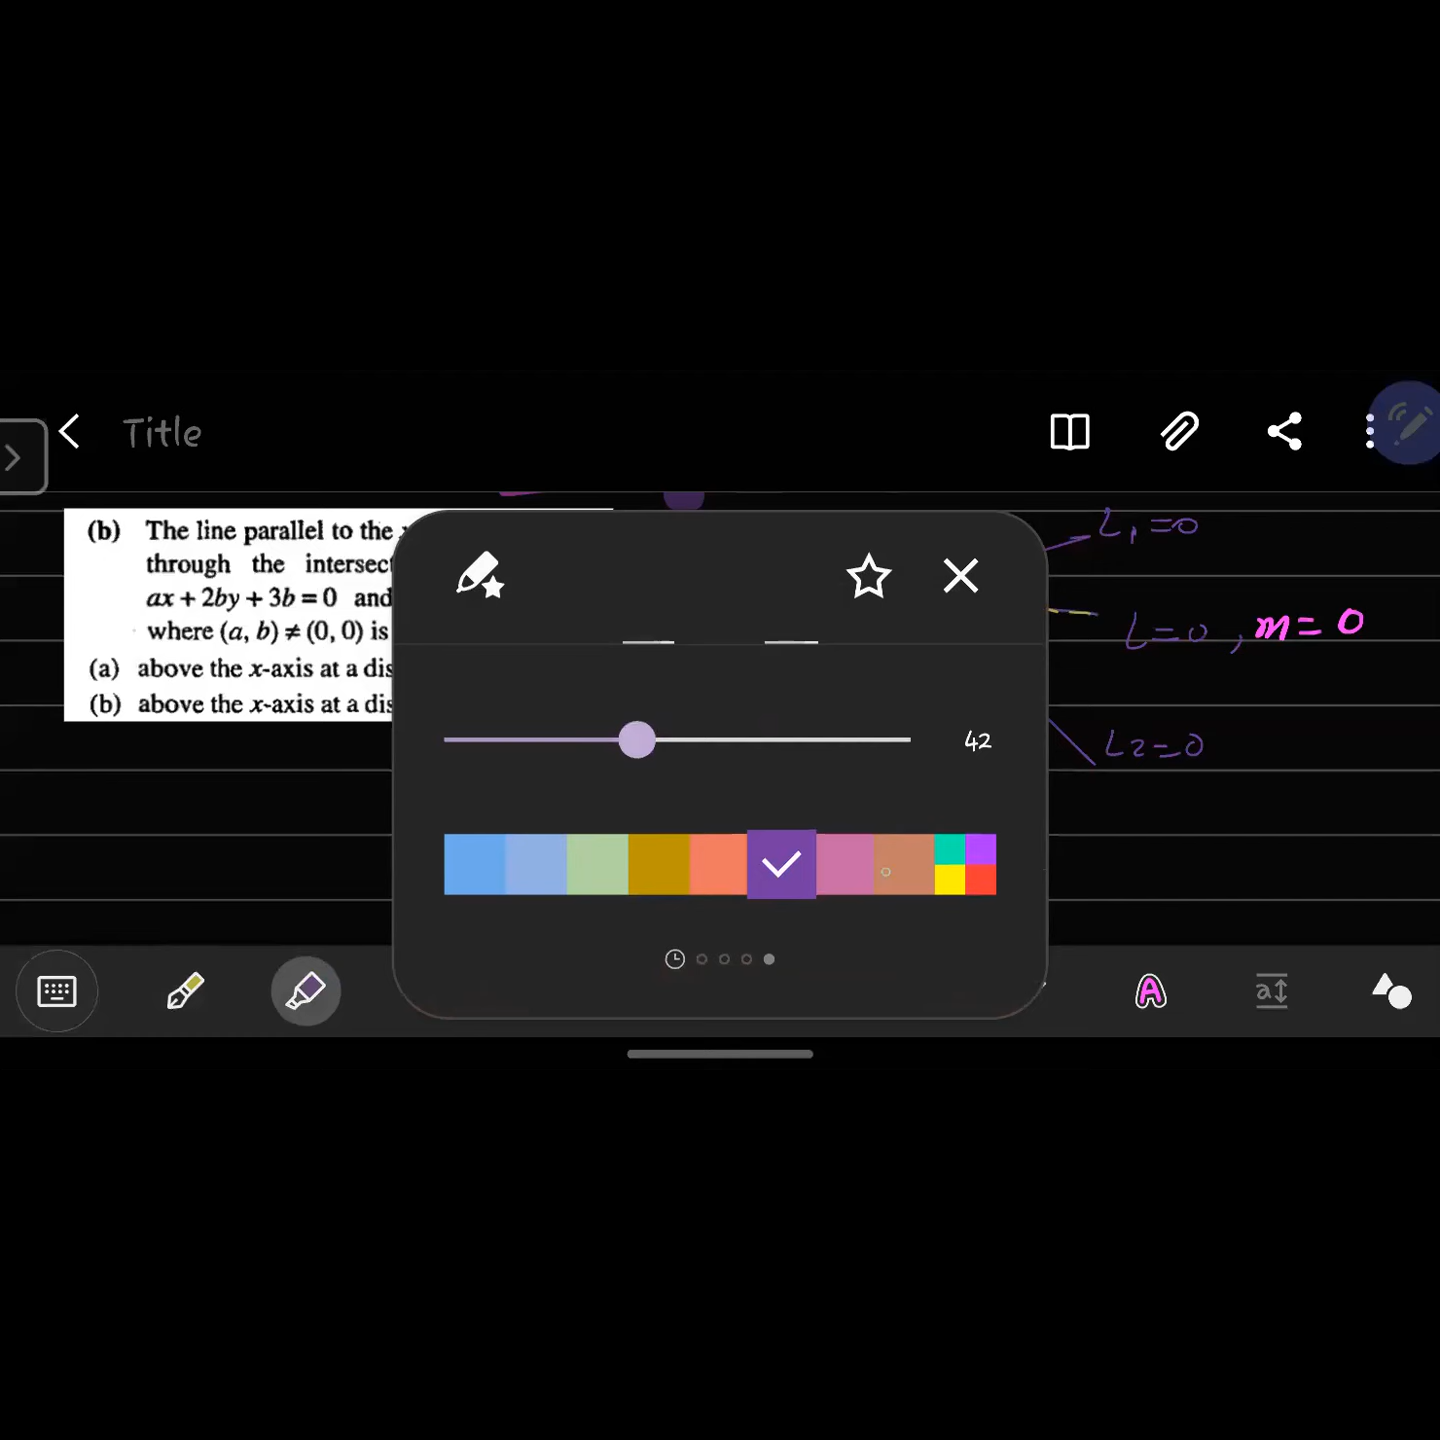 Title
(b) The line parallel to the
through the intersect
ax + 2by + 3b = 0 and
where (a, b) ≠ (0, 0) is
(a) above the x-axis at a dis
(b) above the x-axis at a dis
L₁ = 0
L = 0 , m = 0
L2 = 0
42
A
a